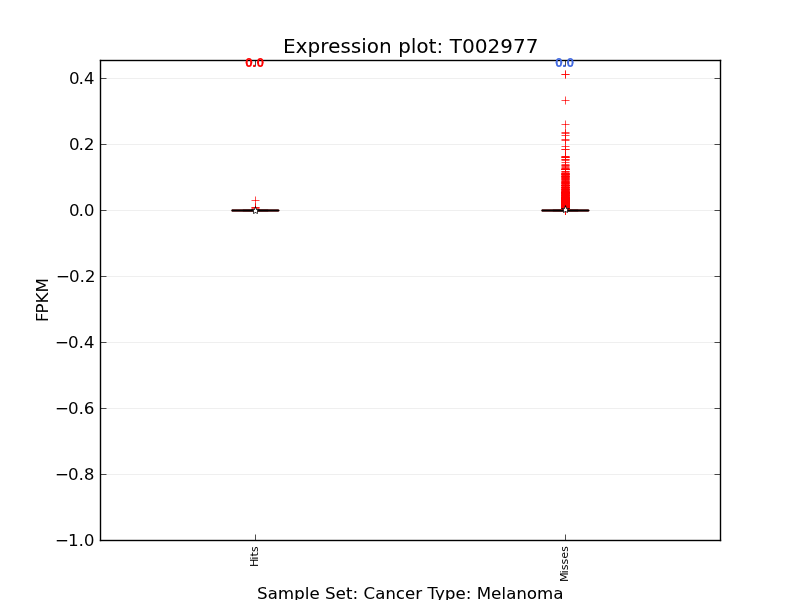 Expression plot: T002977
0.0
0.0
0.4
0.2
0.0
−0.2
−0.4
−0.6
−0.8
−1.0
FPKM
Hits
Misses
Sample Set: Cancer Type: Melanoma